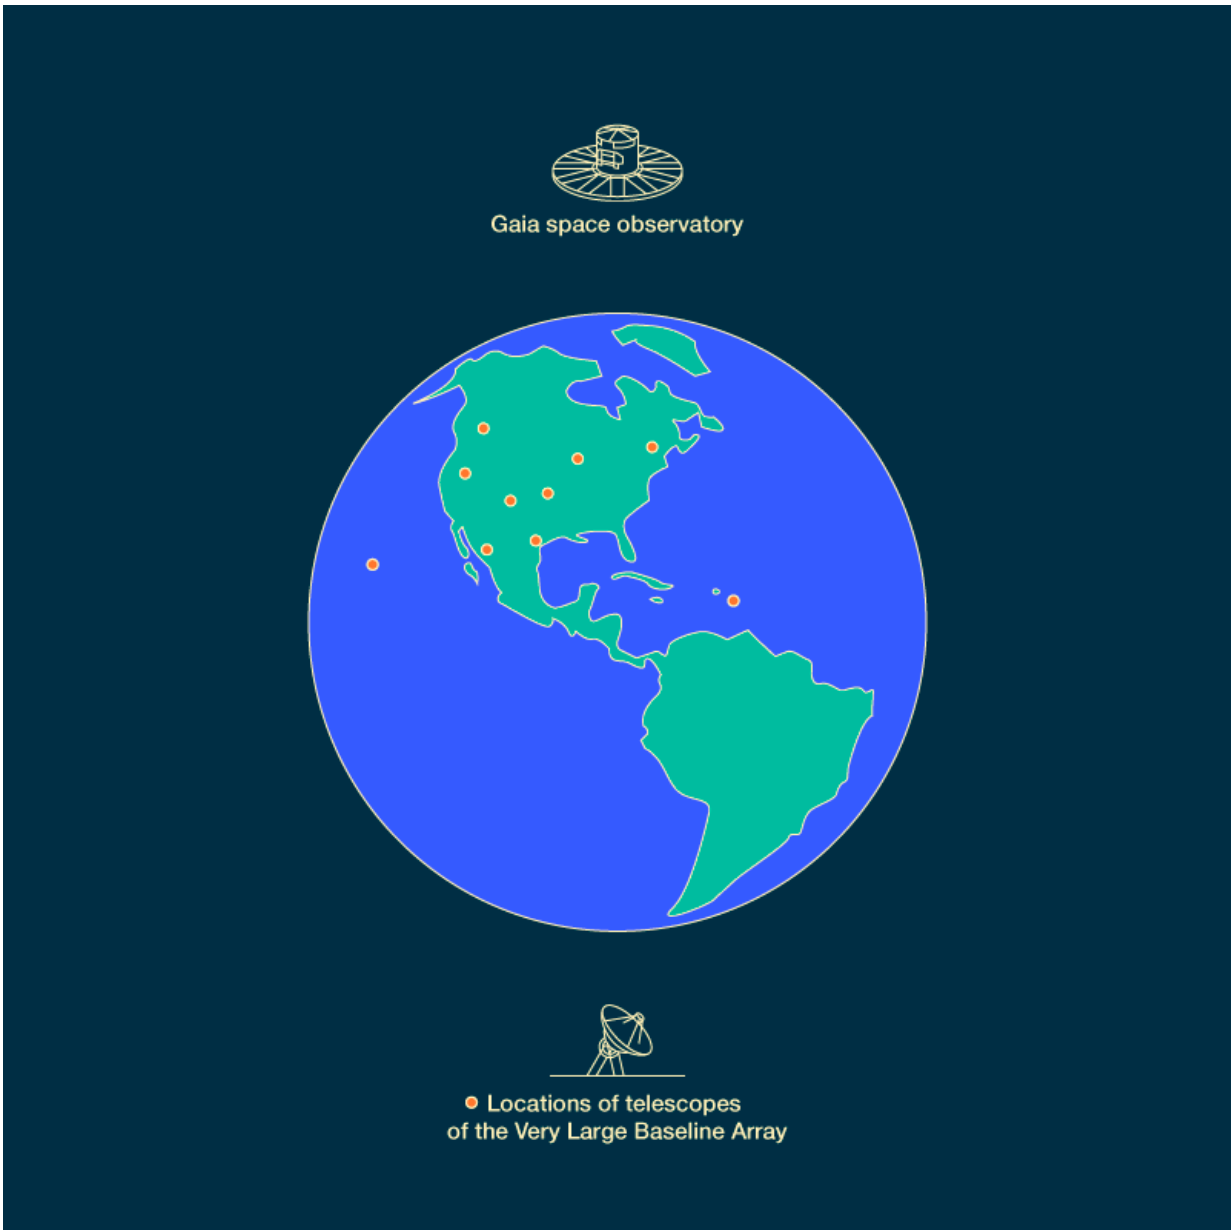 Gaia space observatory
Locations of telescopes
of the Very Large Baseline Array